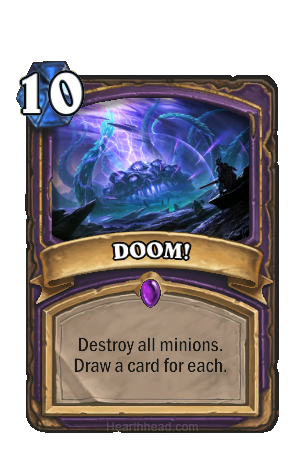 10
DOOM!
Destroy all minions.
Draw a card for each.
Hearthhead.com